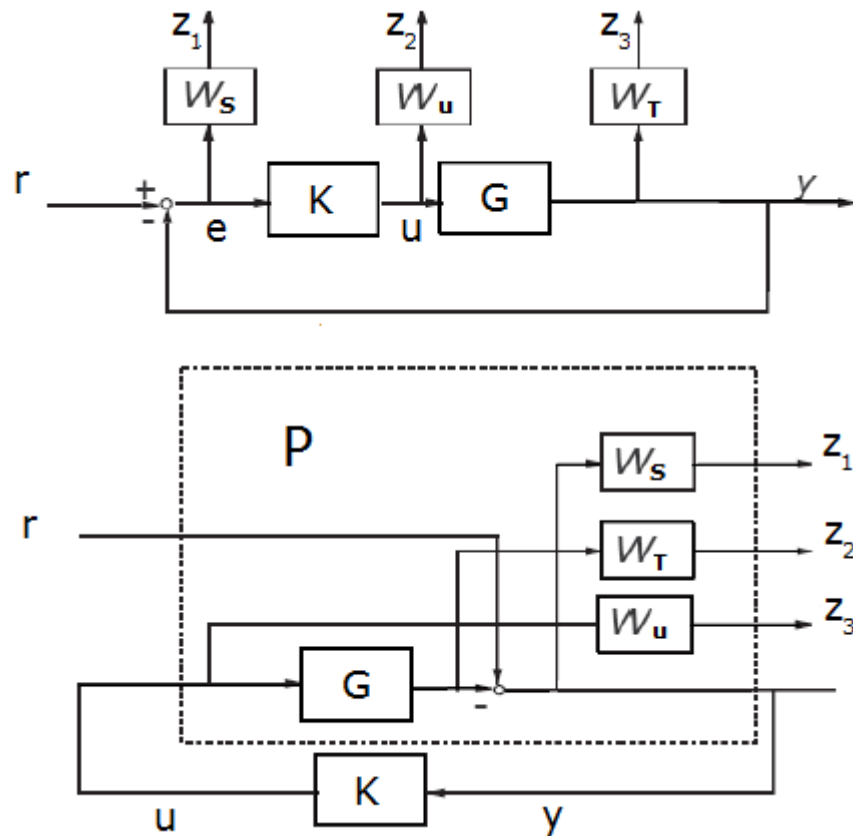 z1 z2 z3
WS Wu WT
r + K G y
- e u
P
WS z1
r
WT z2
Wu z3
G
-
K
u y